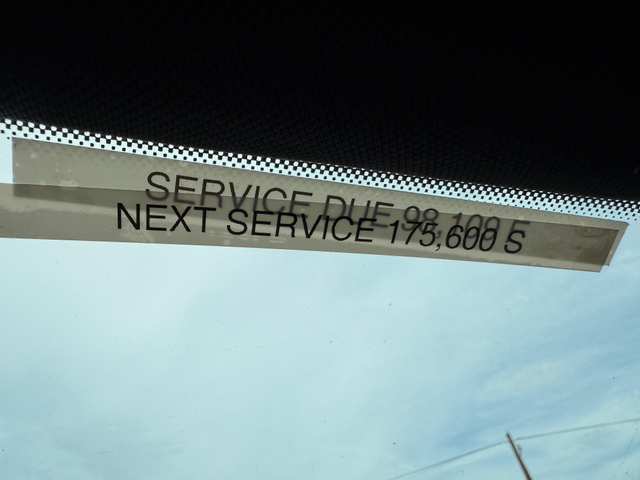 SERVICE DUE 98,100 F
NEXT SERVICE 175,600 S